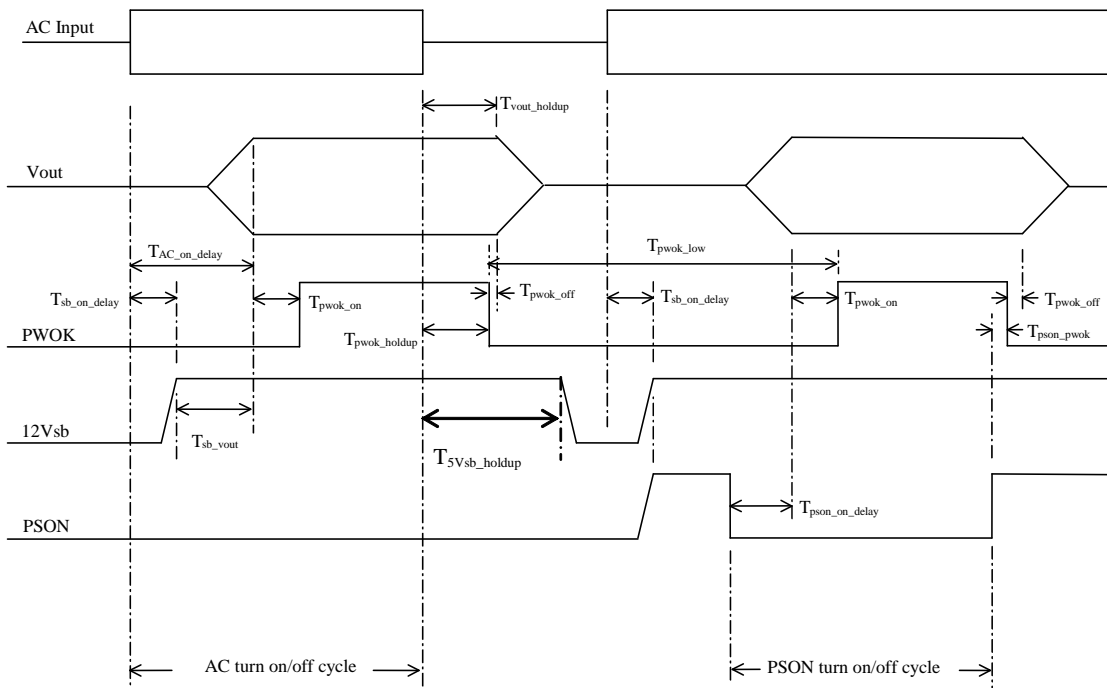 AC Input
Tvout_holdup
Vout
TAC_on_delay
Tpwok_low
Tsb_on_delay
Tpwok_on
Tpwok_off
Tsb_on_delay
Tpwok_on
Tpwok_off
PWOK
Tpwok_holdup
Tpson_pwok
12Vsb
Tsb_vout
T5Vsb_holdup
PSON
Tpson_on_delay
AC turn on/off cycle
PSON turn on/off cycle